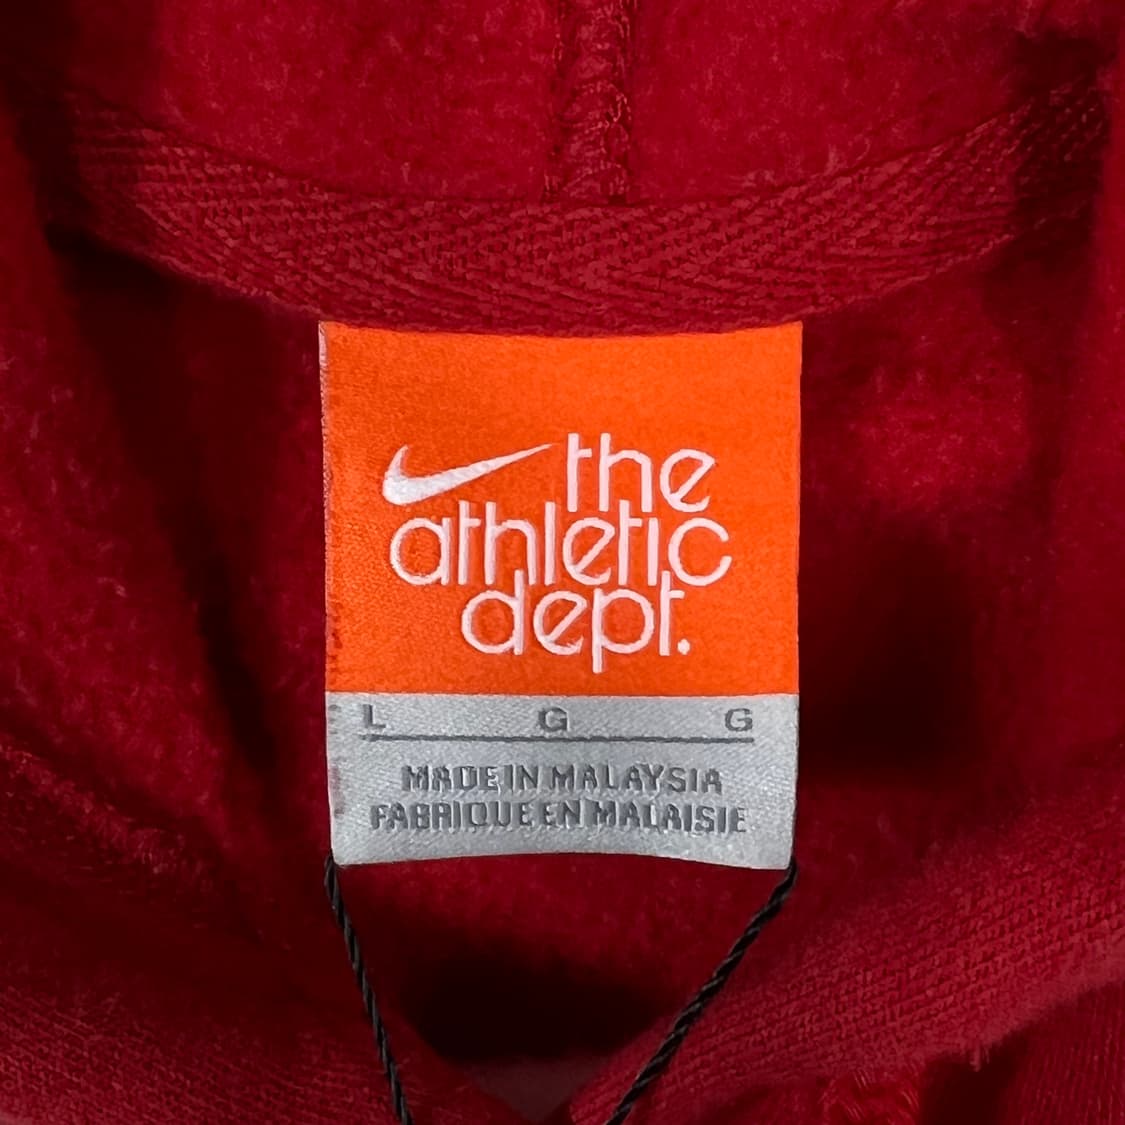 the
athletic
dept.
L G G
MADE IN MALAYSIA
FABRIQUE EN MALAISIE